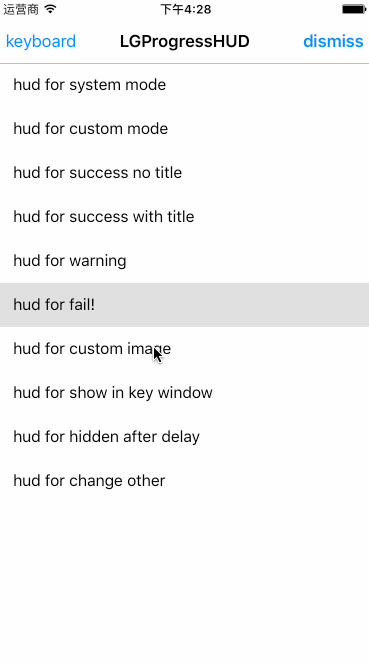 运营商 下午4:28
keyboard LGProgressHUD dismiss
hud for system mode
hud for custom mode
hud for success no title
hud for success with title
hud for warning
hud for fail!
hud for custom image
hud for show in key window
hud for hidden after delay
hud for change other